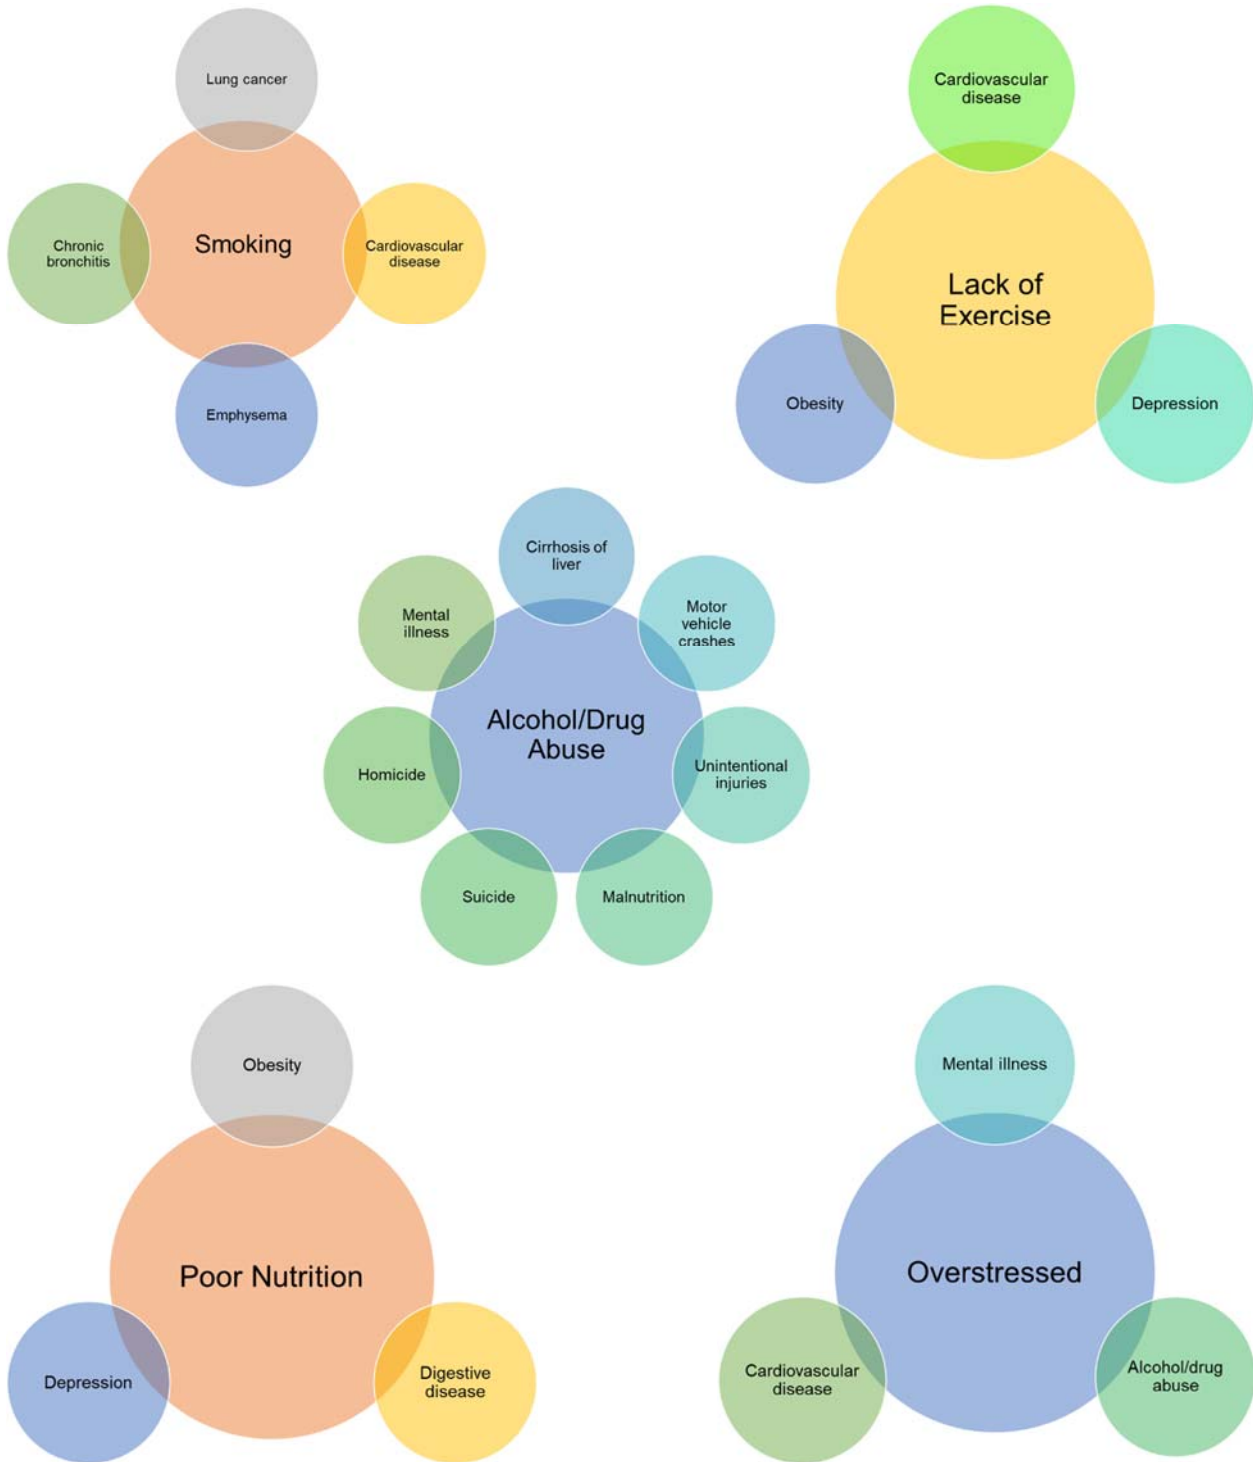 Lung cancer
Smoking
Chronic
bronchitis
Cardiovascular
disease
Emphysema
Cardiovascular
disease
Lack of
Exercise
Obesity
Depression
Cirrhosis of
liver
Mental
illness
Motor
vehicle
crashes
Alcohol/Drug
Abuse
Homicide
Unintentional
injuries
Suicide
Malnutrition
Obesity
Poor Nutrition
Depression
Digestive
disease
Mental illness
Overstressed
Cardiovascular
disease
Alcohol/drug
abuse